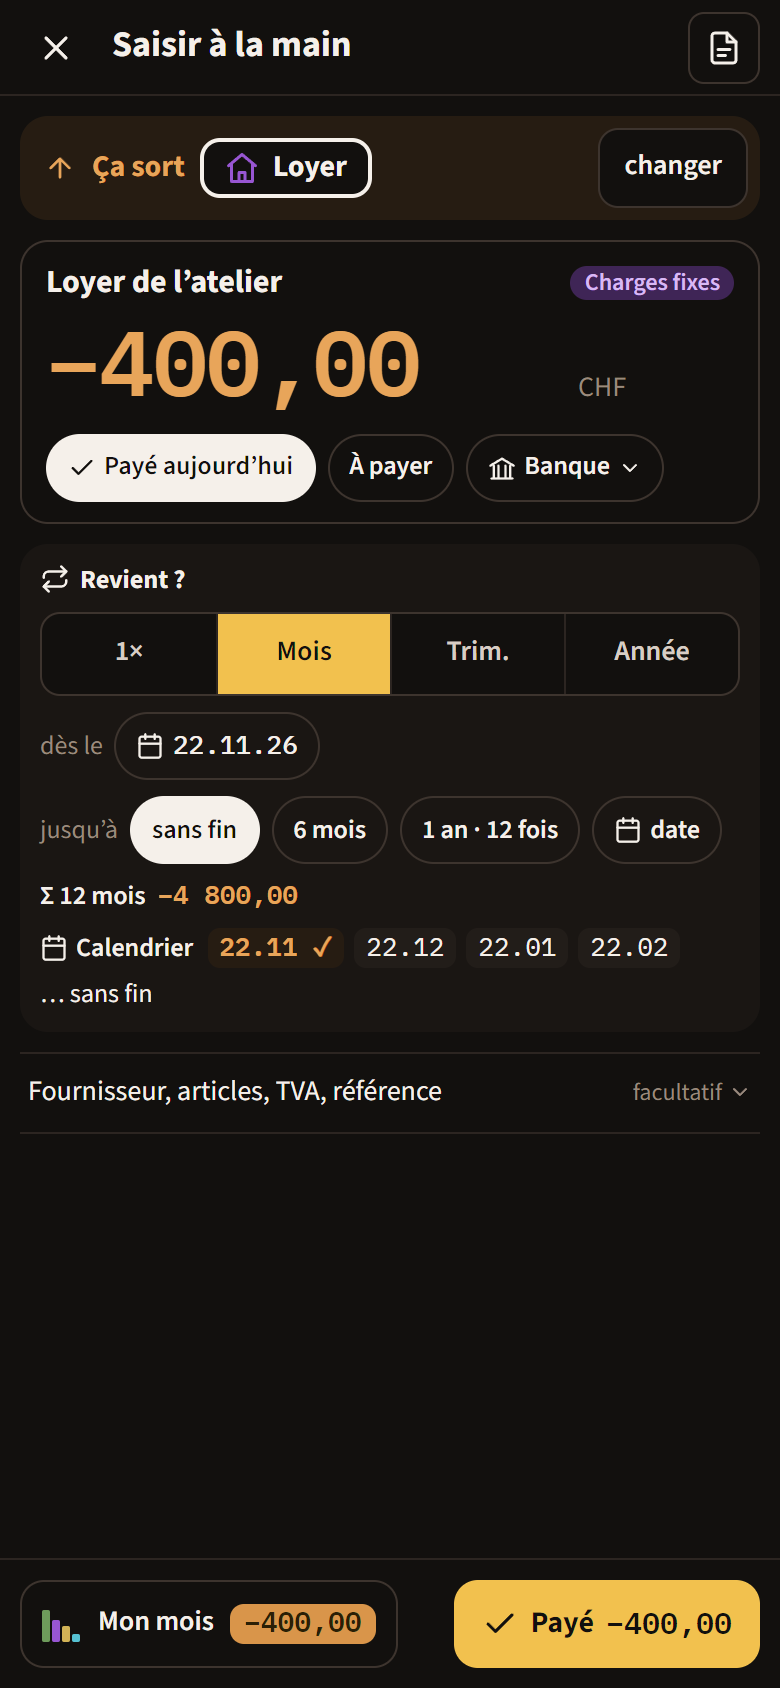 Saisir à la main
Ça sort Loyer changer
Loyer de l’atelier Charges fixes
−400,00 CHF
Payé aujourd’hui À payer Banque
Revient ?
1× Mois Trim. Année
dès le 22.11.26
jusqu’à sans fin 6 mois 1 an · 12 fois date
Σ 12 mois −4 800,00
Calendrier 22.11 ✓ 22.12 22.01 22.02
… sans fin
Fournisseur, articles, TVA, référence facultatif
Mon mois −400,00 Payé −400,00